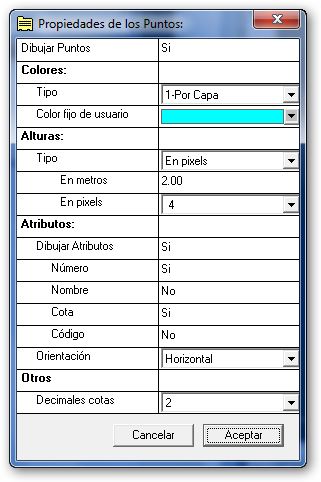 Propiedades de los Puntos:
Dibujar Puntos Si
Colores:
Tipo 1-Por Capa
Color fijo de usuario
Alturas:
Tipo En pixels
En metros 2.00
En pixels 4
Atributos:
Dibujar Atributos Si
Número Si
Nombre No
Cota Si
Código No
Orientación Horizontal
Otros
Decimales cotas 2
Cancelar Aceptar